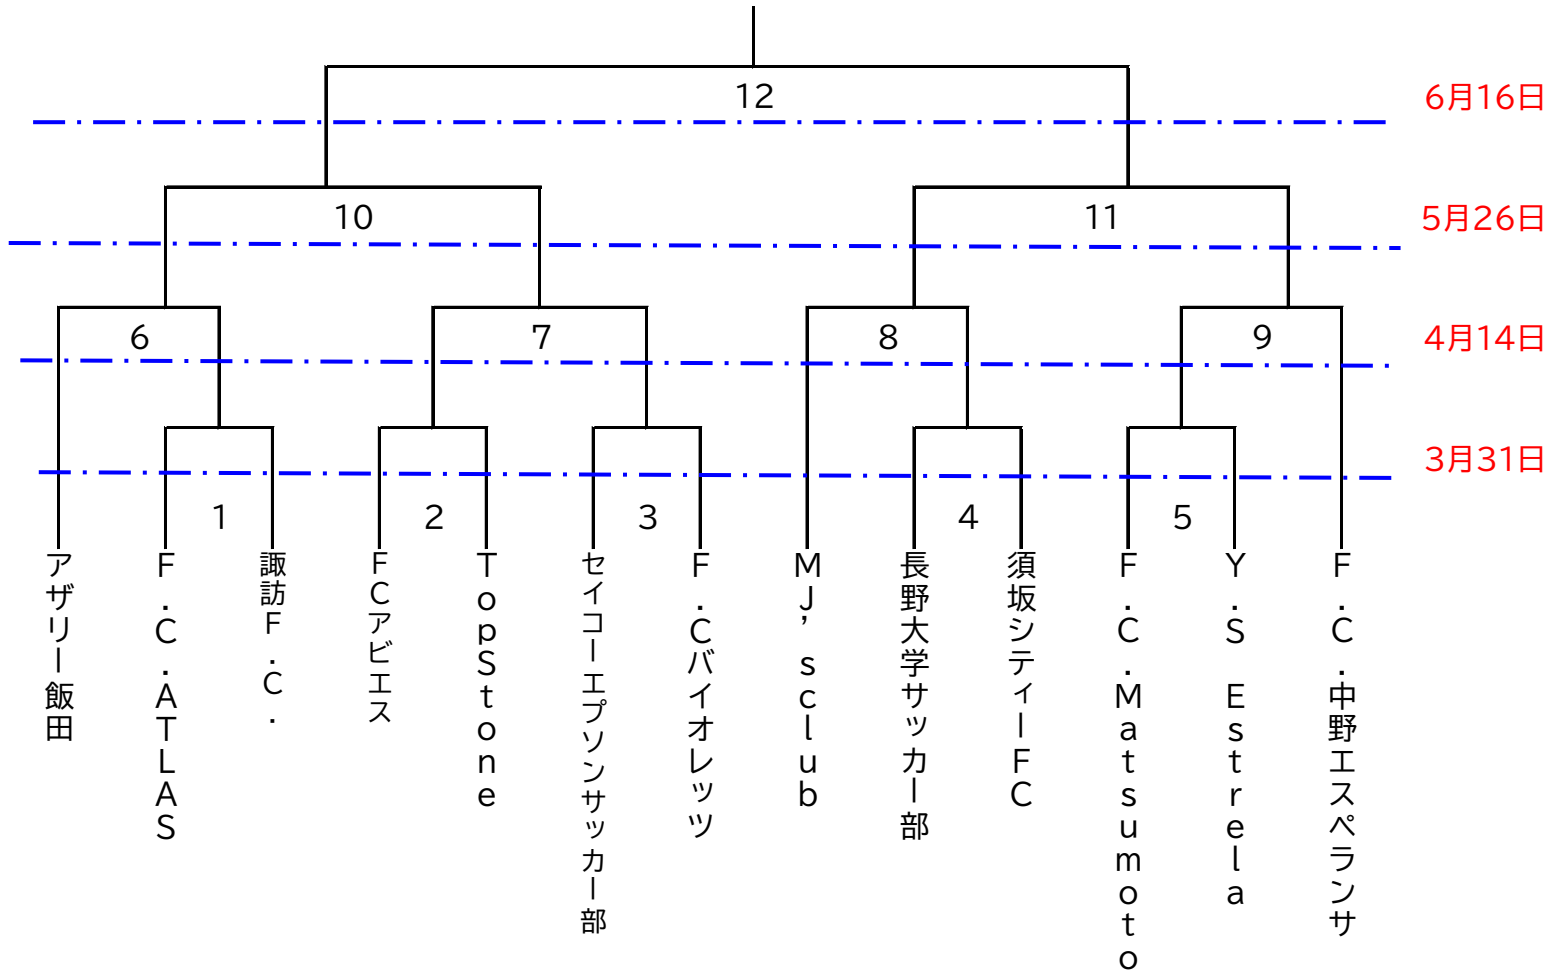 12
6月16日
10
11
5月26日
6
7
8
9
4月14日
3月31日
1
2
3
4
5
アザリー飯田
F.C.ATLAS
諏訪F.C.
FCアビエス
TopStone
セイコーエプソンサッカー部
F.Cバイオレッツ
MJ’sclub
長野大学サッカー部
須坂シティーFC
F.C.Matsumoto
Y.S Estrela
F.C.中野エスペランサ